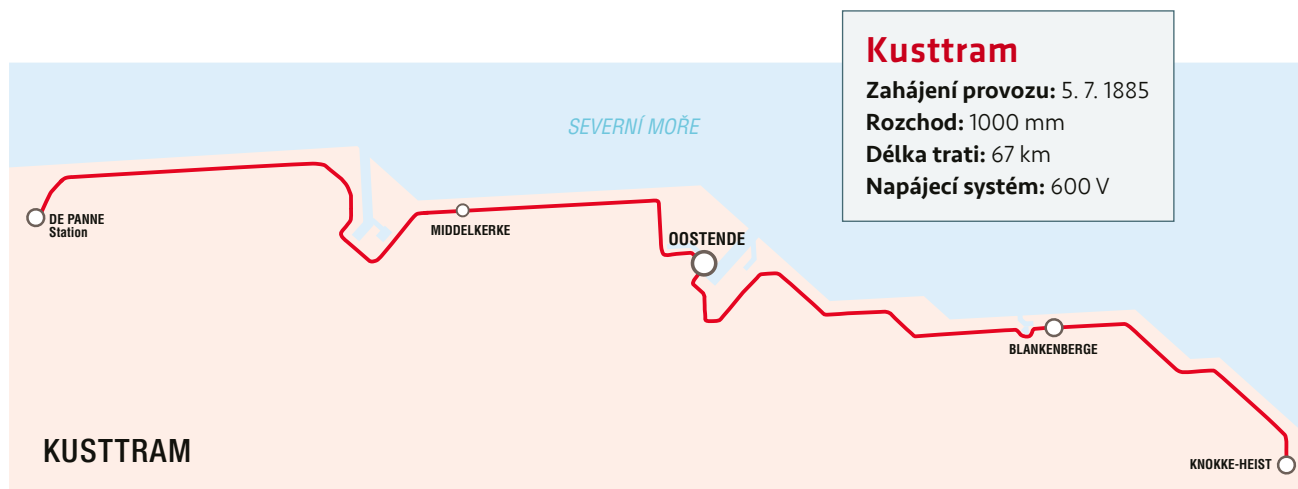 Kusttram
Zahájení provozu: 5. 7. 1885
Rozchod: 1000 mm
Délka trati: 67 km
Napájecí systém: 600 V
SEVERNÍ MOŘE
DE PANNE
Station
MIDDELKERKE
OOSTENDE
BLANKENBERGE
KNOKKE-HEIST
KUSTTRAM